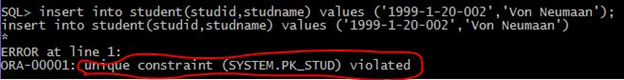 SQL> insert into student(studid,studname) values ('1999-1-20-002','Von Neumaan');
insert into student(studid,studname) values ('1999-1-20-002','Von Neumaan')
*
ERROR at line 1:
ORA-00001: unique constraint (SYSTEM.PK_STUD) violated